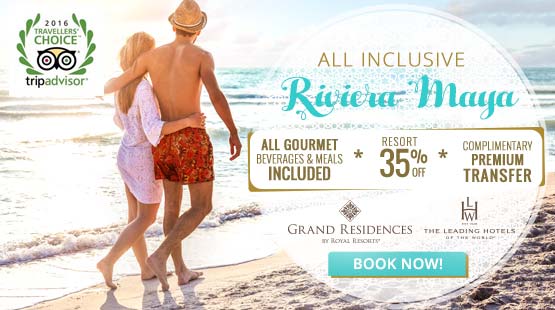 2016
TRAVELLERS'
CHOICE™
tripadvisor®
ALL INCLUSIVE
Riviera Maya
ALL GOURMET
BEVERAGES & MEALS
INCLUDED
*
RESORT
35% OFF
*
COMPLIMENTARY
PREMIUM
TRANSFER
GRAND RESIDENCES
BY ROYAL RESORTS®
LHW
THE LEADING HOTELS
OF THE WORLD®
BOOK NOW!